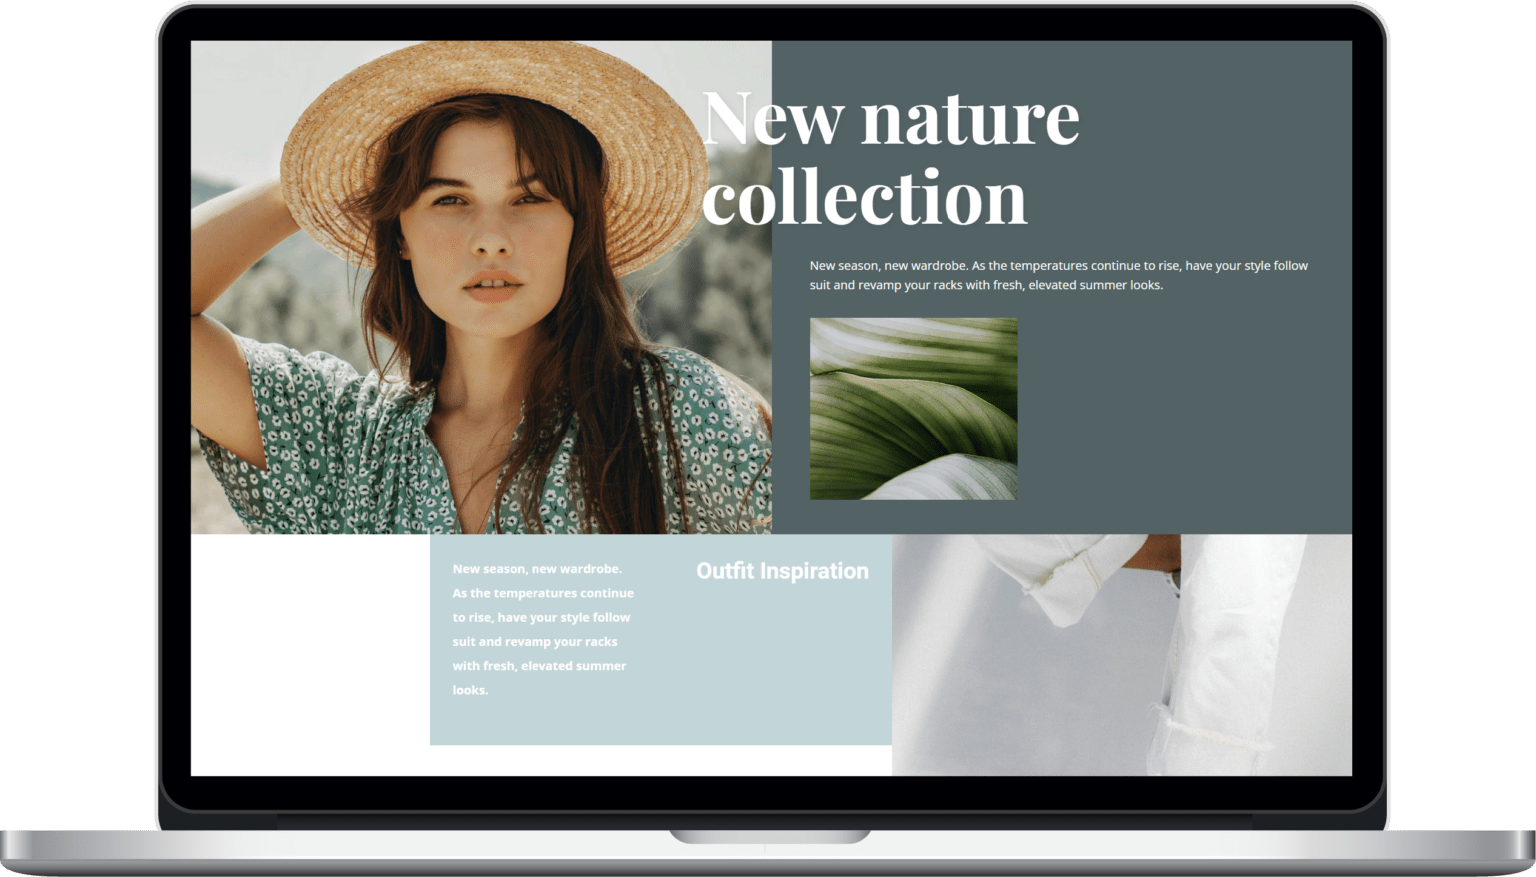 New nature
collection
New season, new wardrobe. As the temperatures continue to rise, have your style follow
suit and revamp your racks with fresh, elevated summer looks.
New season, new wardrobe.
As the temperatures continue
to rise, have your style follow
suit and revamp your racks
with fresh, elevated summer
looks.
Outfit Inspiration